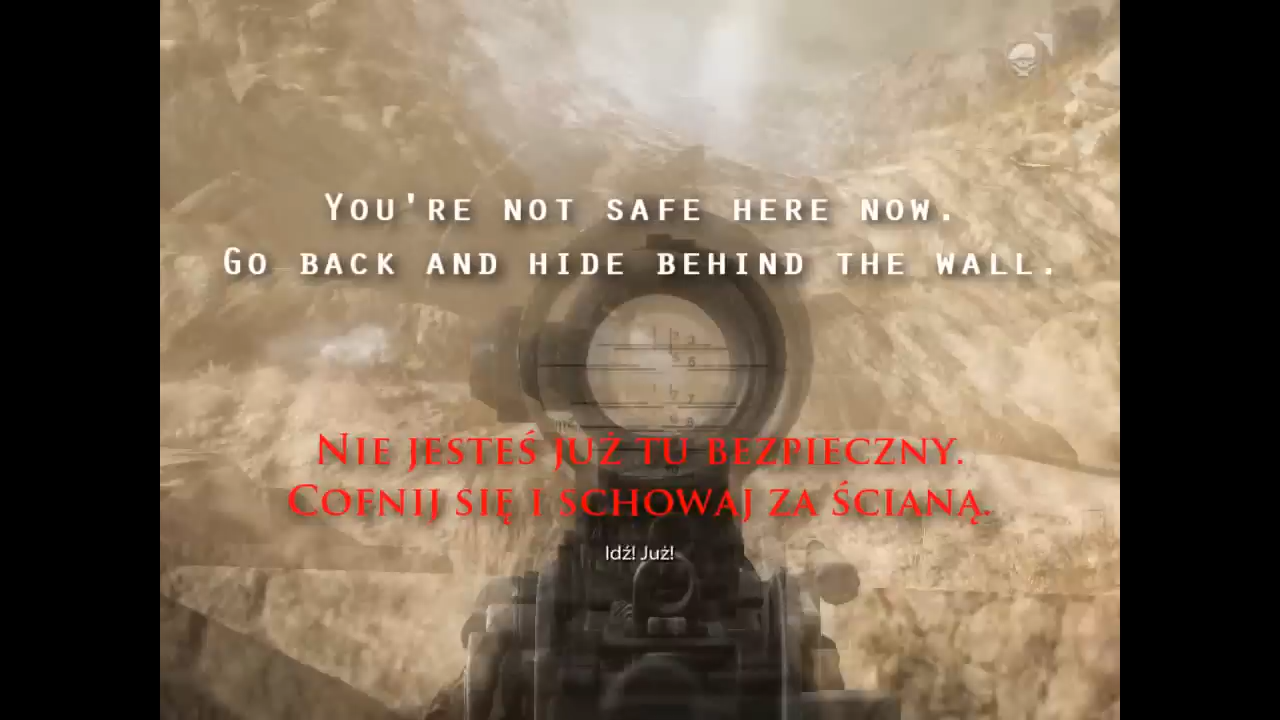 You're not safe here now.
Go back and hide behind the wall.
Nie jesteś już tu bezpieczny.
Cofnij się i schowaj za ścianą.
Idź! Już!